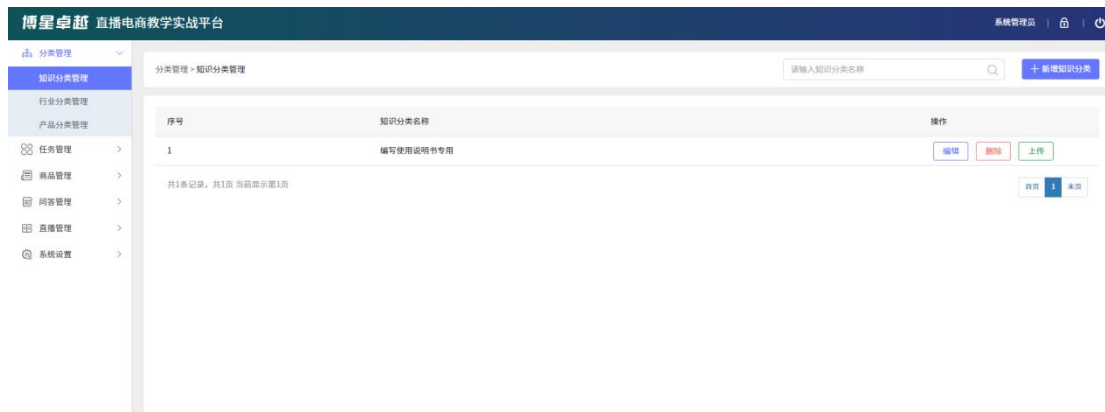 博星卓越 直播电商教学实战平台
系统管理员
分类管理
知识分类管理
行业分类管理
产品分类管理
任务管理
商品管理
问答管理
直播管理
系统设置
分类管理 > 知识分类管理
请输入知识分类名称
新增知识分类
序号 知识分类名称 操作
1 编写使用说明书专用 编辑 删除 上传
共1条记录，共1页 当前显示第1页
首页 1 末页